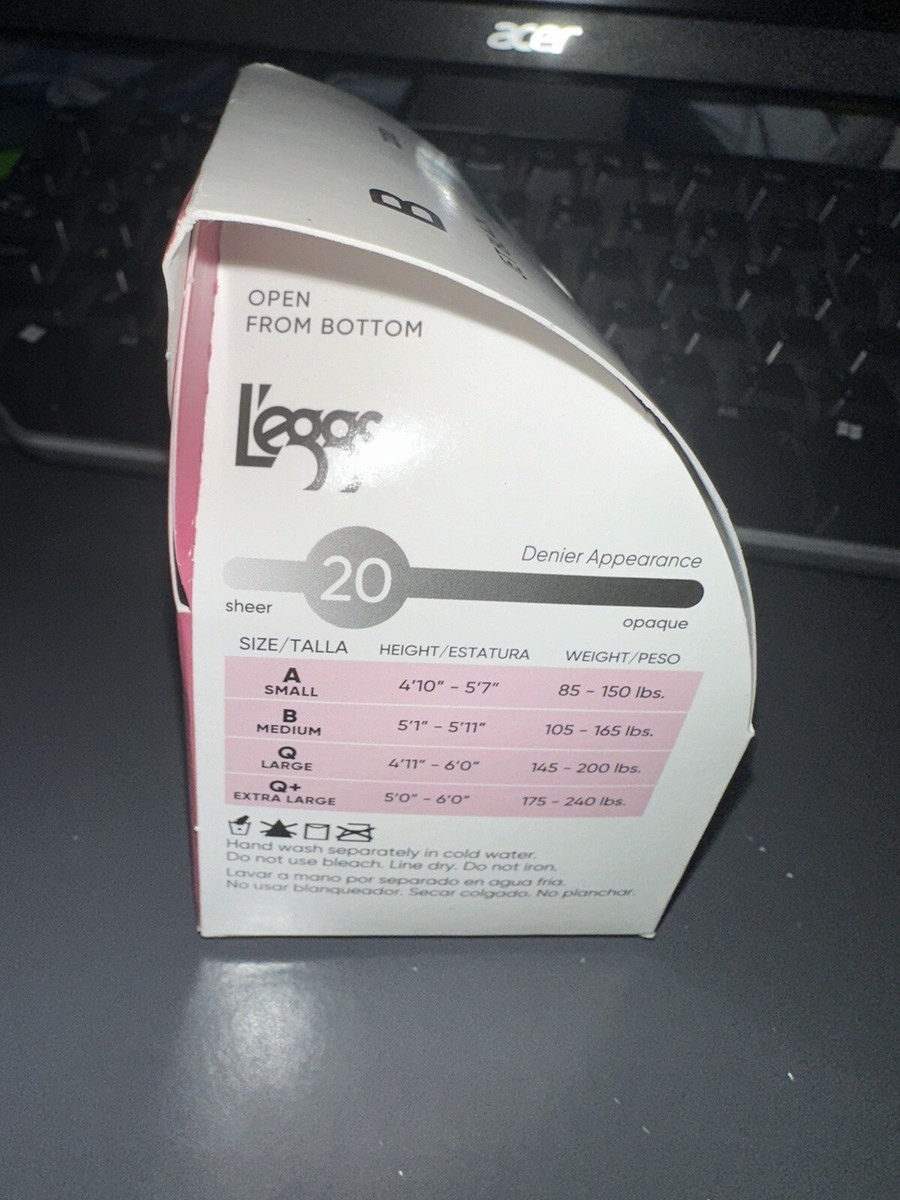 acer
B
OPEN
FROM BOTTOM
L'eggs
20
Denier Appearance
sheer
opaque
SIZE/TALLA HEIGHT/ESTATURA WEIGHT/PESO
A
SMALL 4'10" – 5'7" 85 – 150 lbs.
B
MEDIUM 5'1" – 5'11" 105 – 165 lbs.
Q
LARGE 4'11" – 6'0" 145 – 200 lbs.
Q+
EXTRA LARGE 5'0" – 6'0" 175 – 240 lbs.
Hand wash separately in cold water.
Do not use bleach. Line dry. Do not iron.
Lavar a mano por separado en agua fría.
No usar blanqueador. Secar colgado. No planchar.